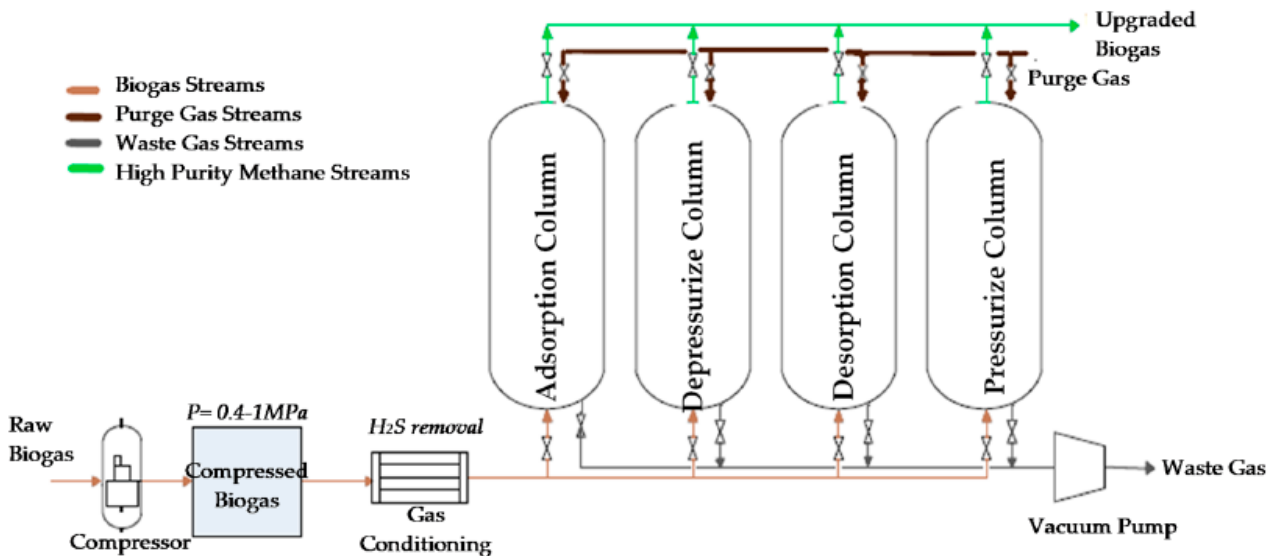 Upgraded
Biogas
Purge Gas
Biogas Streams
Purge Gas Streams
Waste Gas Streams
High Purity Methane Streams
Adsorption Column
Depressurize Column
Desorption Column
Pressurize Column
Raw
Biogas
P= 0.4-1MPa
H2S removal
Compressed
Biogas
Compressor
Gas
Conditioning
Waste Gas
Vacuum Pump